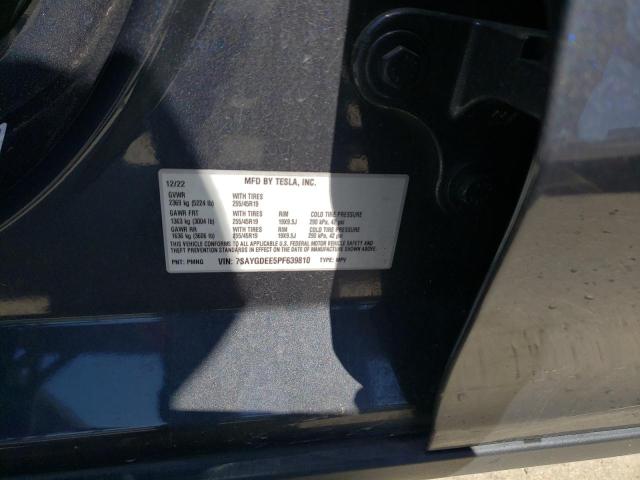 12/22 MFD BY TESLA, INC.
GVWR WITH TIRES
2369 kg (5224 lb) 255/45R19
GAWR FRT WITH TIRES RIM COLD TIRE PRESSURE
1363 kg (3004 lb) 255/45R19 19X9.5J 290 kPa, 42 psi
GAWR RR WITH TIRES RIM COLD TIRE PRESSURE
1636 kg (3606 lb) 255/45R19 19X9.5J 290 kPa, 42 psi
THIS VEHICLE CONFORMS TO ALL APPLICABLE U.S. FEDERAL MOTOR VEHICLE SAFETY AND
THEFT PREVENTION STANDARDS IN EFFECT ON THE DATE OF MANUFACTURE SHOWN ABOVE.
PNT: PMNG VIN: 7SAYGDEE5PF639810 TYPE: MPV